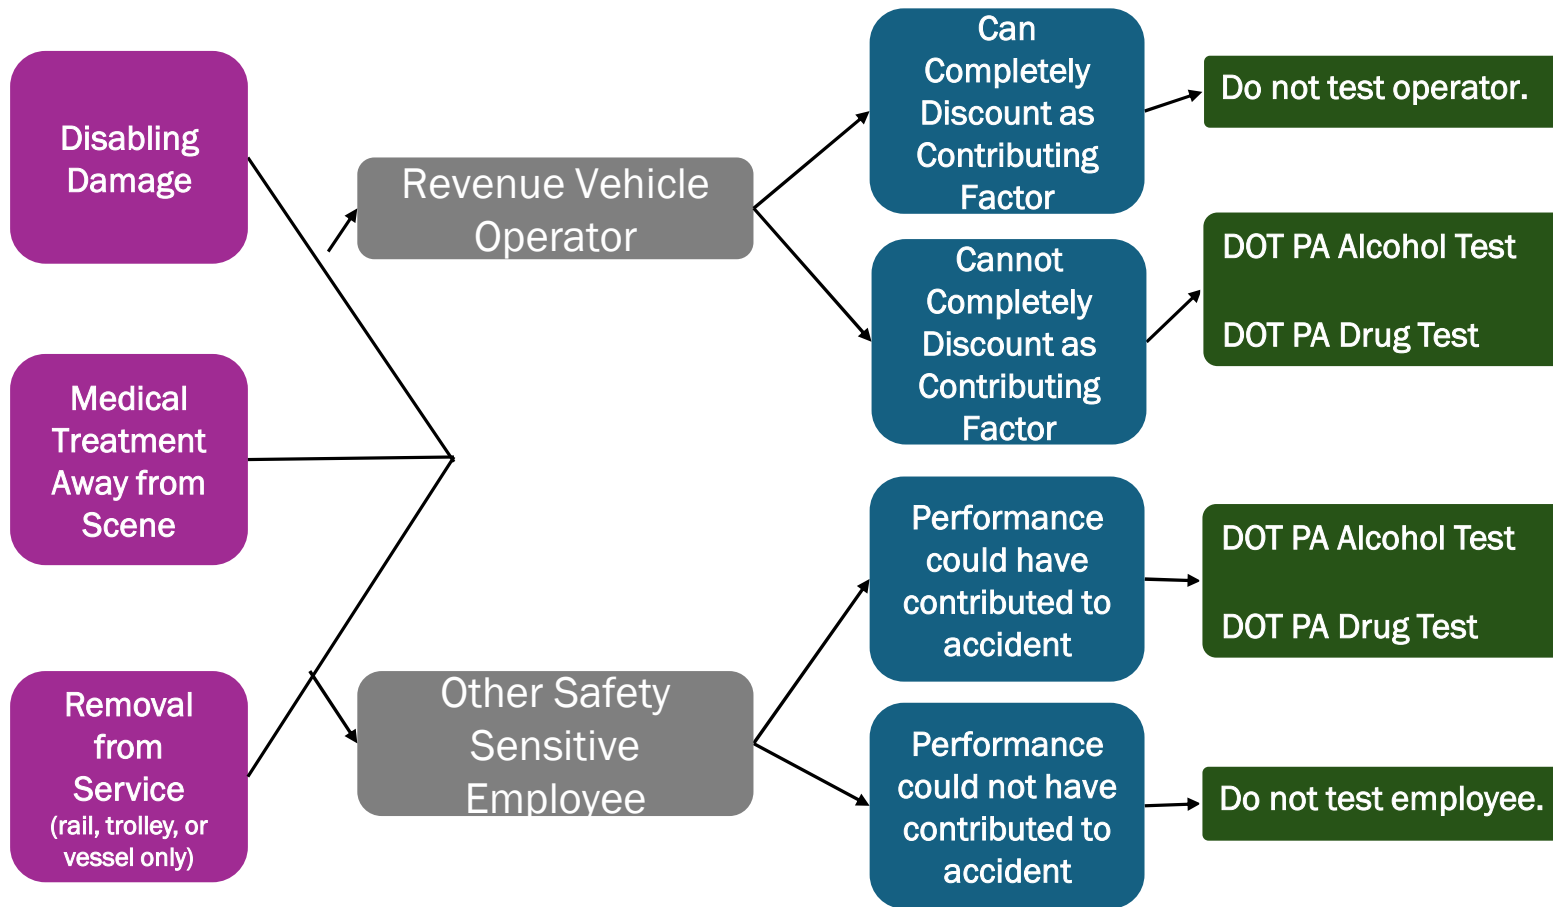 Disabling
Damage
Medical
Treatment
Away from
Scene
Removal
from
Service
(rail, trolley, or
vessel only)
Revenue Vehicle
Operator
Other Safety
Sensitive
Employee
Can
Completely
Discount as
Contributing
Factor
Cannot
Completely
Discount as
Contributing
Factor
Performance
could have
contributed to
accident
Performance
could not have
contributed to
accident
Do not test operator.
DOT PA Alcohol Test
DOT PA Drug Test
DOT PA Alcohol Test
DOT PA Drug Test
Do not test employee.